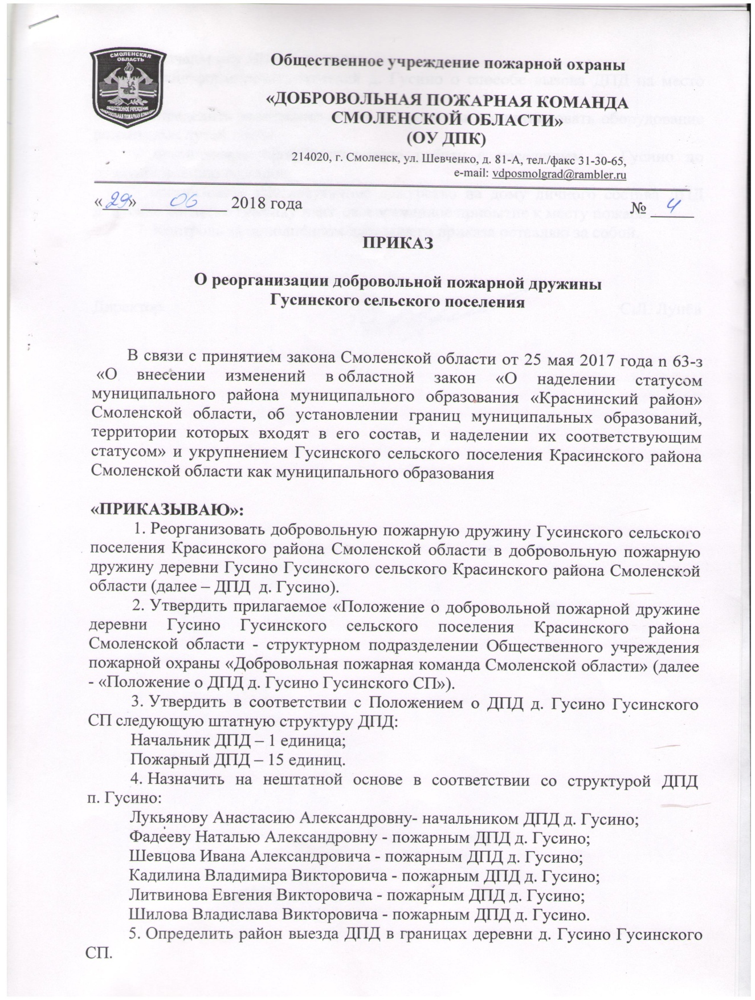 СМОЛЕНСКАЯ
ОБЛАСТЬ
ОБЩЕСТВЕННОЕ УЧРЕЖДЕНИЕ
«ДОБРОВОЛЬНАЯ ПОЖАРНАЯ КОМАНДА»
Общественное учреждение пожарной охраны
«ДОБРОВОЛЬНАЯ ПОЖАРНАЯ КОМАНДА
СМОЛЕНСКОЙ ОБЛАСТИ»
(ОУ ДПК)
214020, г. Смоленск, ул. Шевченко, д. 81-А, тел./факс 31-30-65,
e-mail: vdposmolgrad@rambler.ru
«29» 06 2018 года № 4
ПРИКАЗ
О реорганизации добровольной пожарной дружины
Гусинского сельского поселения
В связи с принятием закона Смоленской области от 25 мая 2017 года n 63-з
«О внесении изменений в областной закон «О наделении статусом
муниципального района муниципального образования «Краснинский район»
Смоленской области, об установлении границ муниципальных образований,
территории которых входят в его состав, и наделении их соответствующим
статусом» и укрупнением Гусинского сельского поселения Красинского района
Смоленской области как муниципального образования
«ПРИКАЗЫВАЮ»:
1. Реорганизовать добровольную пожарную дружину Гусинского сельского
поселения Красинского района Смоленской области в добровольную пожарную
дружину деревни Гусино Гусинского сельского Красинского района Смоленской
области (далее – ДПД д. Гусино).
2. Утвердить прилагаемое «Положение о добровольной пожарной дружине
деревни Гусино Гусинского сельского поселения Красинского района
Смоленской области - структурном подразделении Общественного учреждения
пожарной охраны «Добровольная пожарная команда Смоленской области» (далее
- «Положение о ДПД д. Гусино Гусинского СП»).
3. Утвердить в соответствии с Положением о ДПД д. Гусино Гусинского
СП следующую штатную структуру ДПД:
Начальник ДПД – 1 единица;
Пожарный ДПД – 15 единиц.
4. Назначить на нештатной основе в соответствии со структурой ДПД
п. Гусино:
Лукьянову Анастасию Александровну- начальником ДПД д. Гусино;
Фадееву Наталью Александровну - пожарным ДПД д. Гусино;
Шевцова Ивана Александровича - пожарным ДПД д. Гусино;
Кадилина Владимира Викторовича - пожарным ДПД д. Гусино;
Литвинова Евгения Викторовича - пожарным ДПД д. Гусино;
Шилова Владислава Викторовича - пожарным ДПД д. Гусино.
5. Определить район выезда ДПД в границах деревни д. Гусино Гусинского
СП.